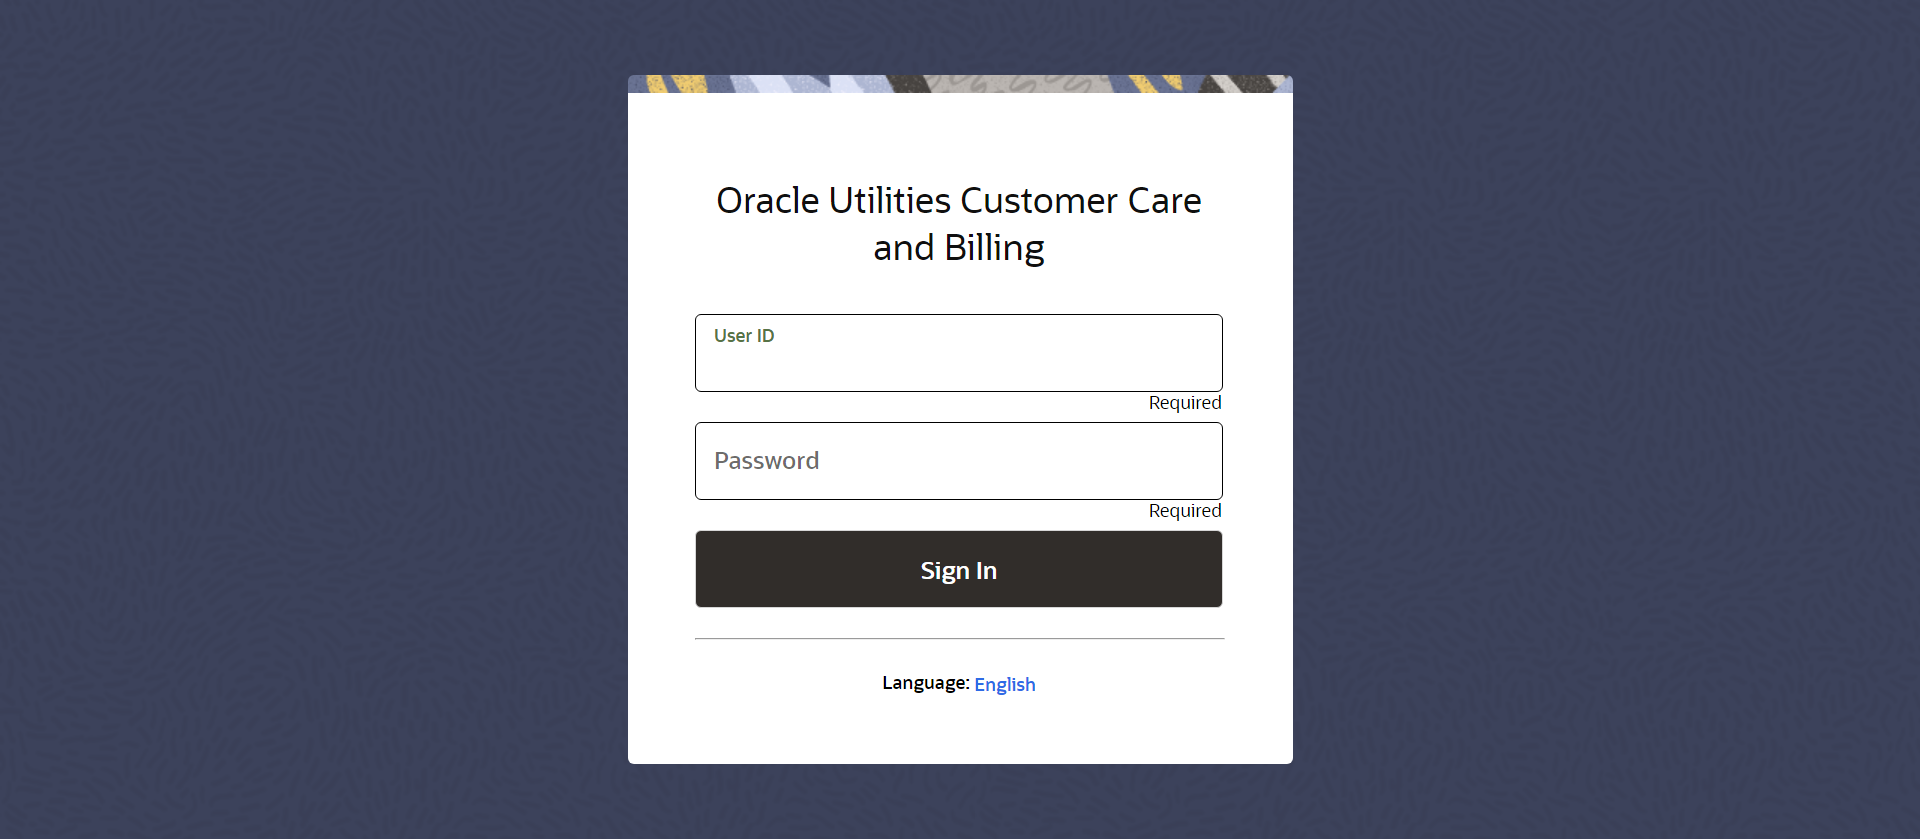 Oracle Utilities Customer Care
and Billing
User ID
Required
Password
Required
Sign In
Language: English